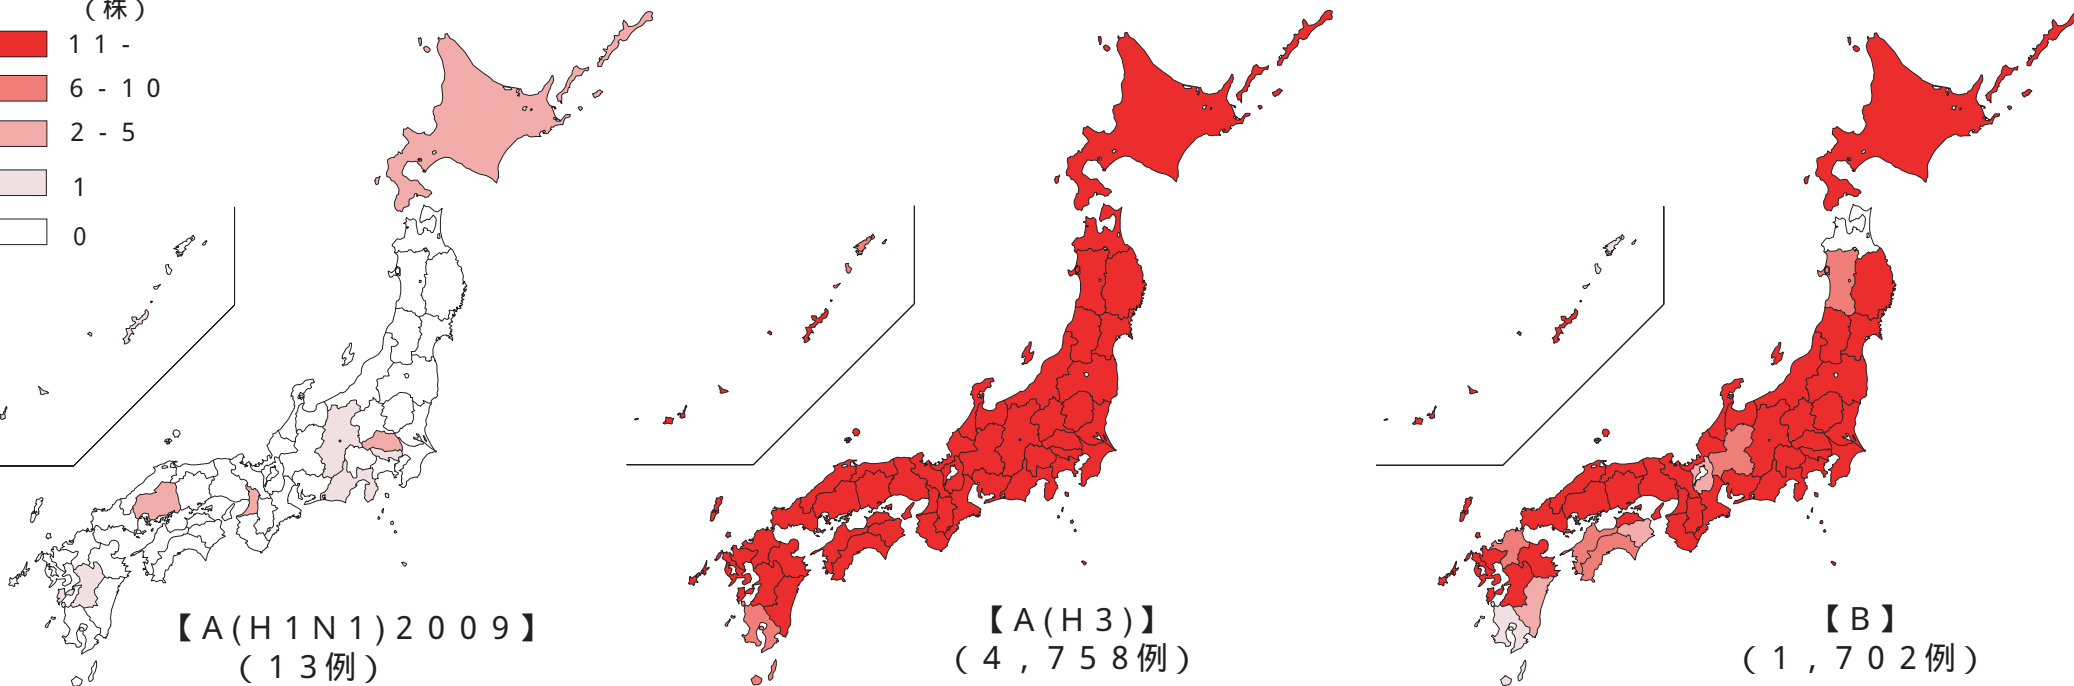 （株）
11-
6-10
2-5
1
0
【A(H1N1)2009】
（13例）
【A(H3)】
（4,758例）
【B】
（1,702例）